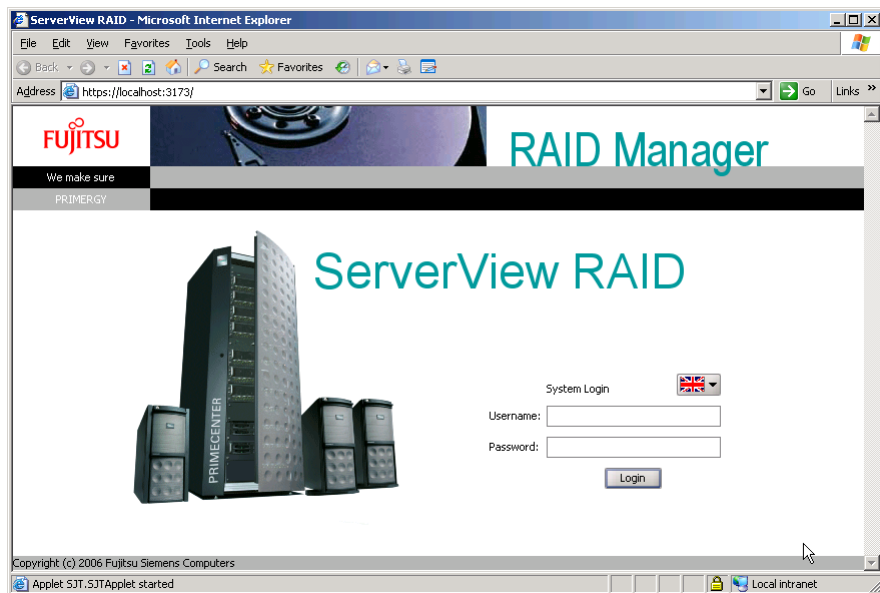 ServerView RAID - Microsoft Internet Explorer
File Edit View Favorites Tools Help
Back Search Favorites
Address https://localhost:3173/ Go Links »
FUJITSU
RAID Manager
We make sure
PRIMERGY
ServerView RAID
PRIMECENTER
System Login
Username:
Password:
Login
Copyright (c) 2006 Fujitsu Siemens Computers
Applet SJT.SJTApplet started Local intranet